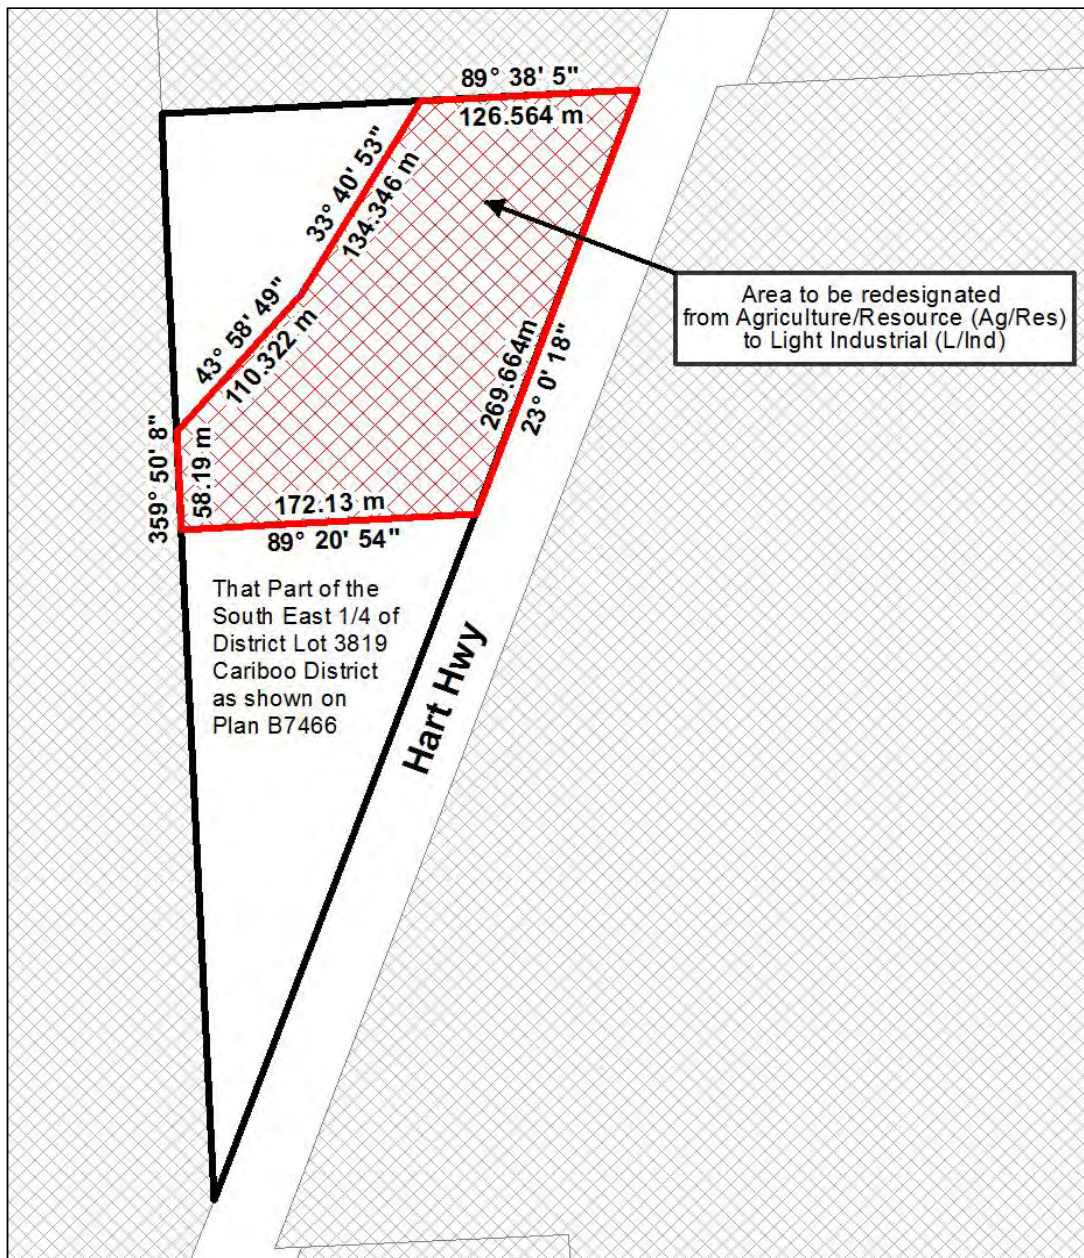 89° 38' 5"
126.564 m
33° 40' 53"
134.346 m
43° 58' 49"
110.322 m
Area to be redesignated
from Agriculture/Resource (Ag/Res)
to Light Industrial (L/Ind)
269.664m
23° 0' 18"
359° 50' 8"
58.19 m
172.13 m
89° 20' 54"
That Part of the
South East 1/4 of
District Lot 3819
Cariboo District
as shown on
Plan B7466
Hart Hwy